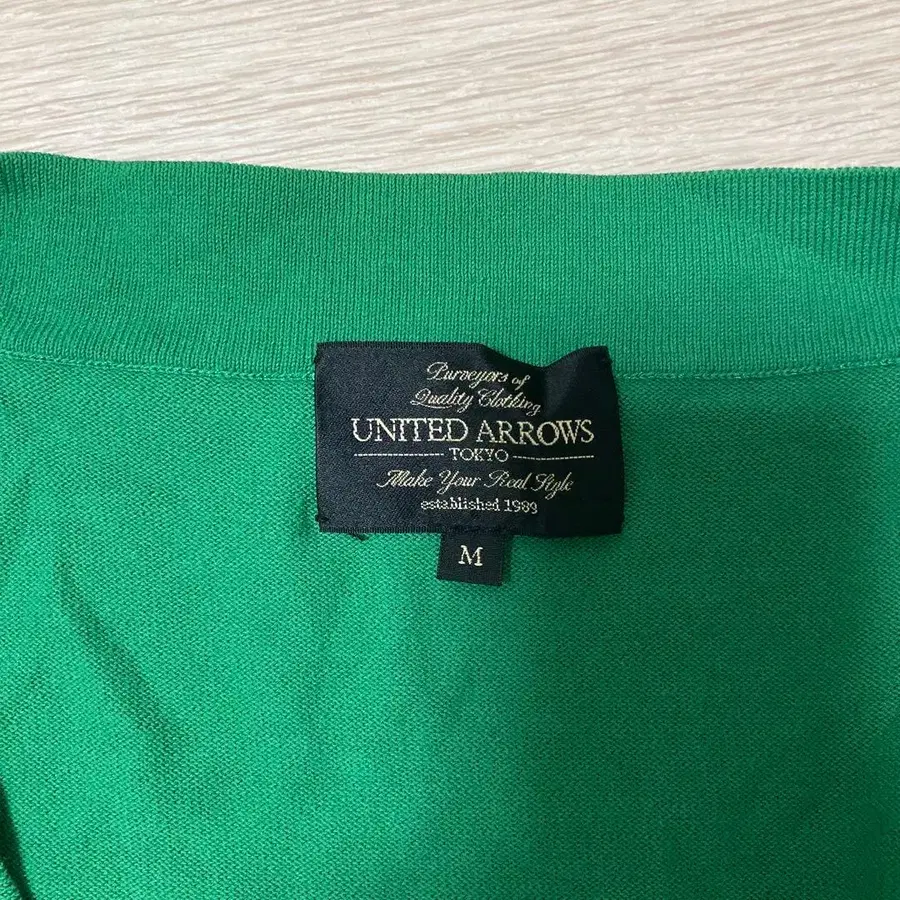 Purveyors of
Quality Clothing
UNITED ARROWS
TOKYO
Make Your Real Style
established 1989
M